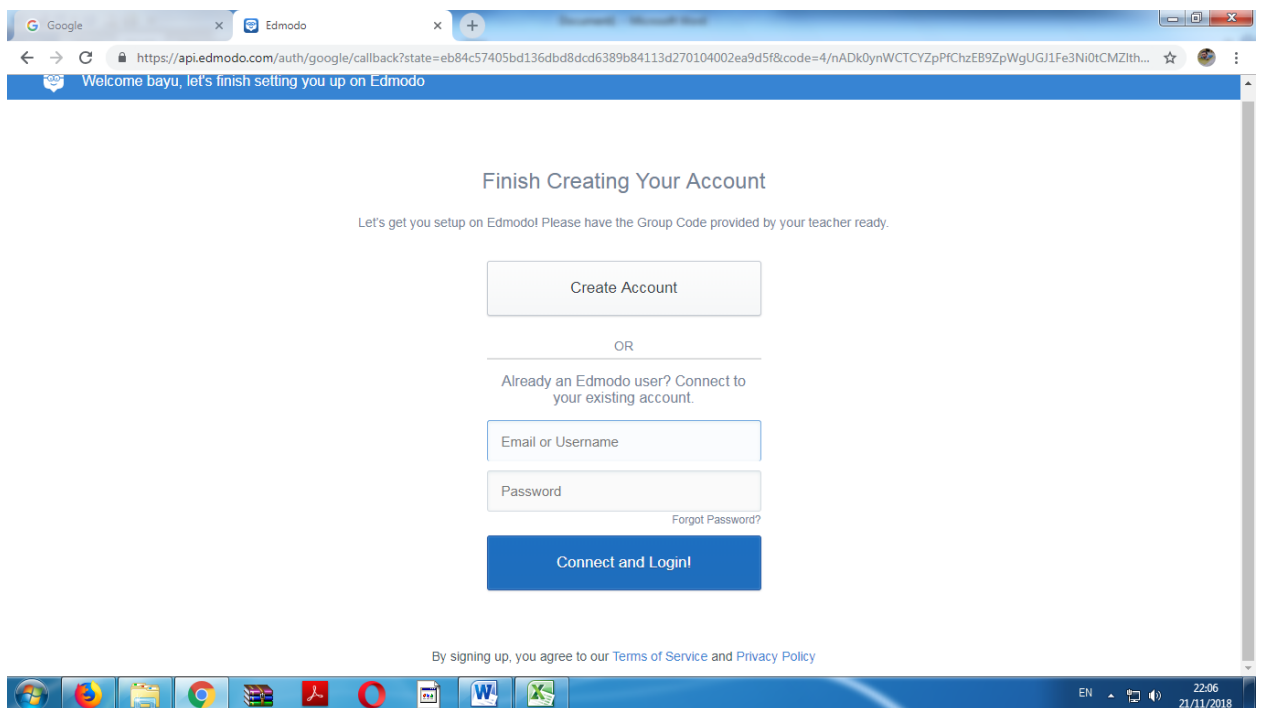 Google
Edmodo
Document1 - Microsoft Word
https://api.edmodo.com/auth/google/callback?state=eb84c57405bd136dbd8dcd6389b84113d270104002ea9d5f&code=4/nADk0ynWCTCYZpPfChzEB9ZpWgUGJ1Fe3Ni0tCMZlth...
Welcome bayu, let's finish setting you up on Edmodo
Finish Creating Your Account
Let's get you setup on Edmodo! Please have the Group Code provided by your teacher ready.
Create Account
OR
Already an Edmodo user? Connect to
your existing account.
Email or Username
Password
Forgot Password?
Connect and Login!
By signing up, you agree to our Terms of Service and Privacy Policy
EN
22:06
21/11/2018